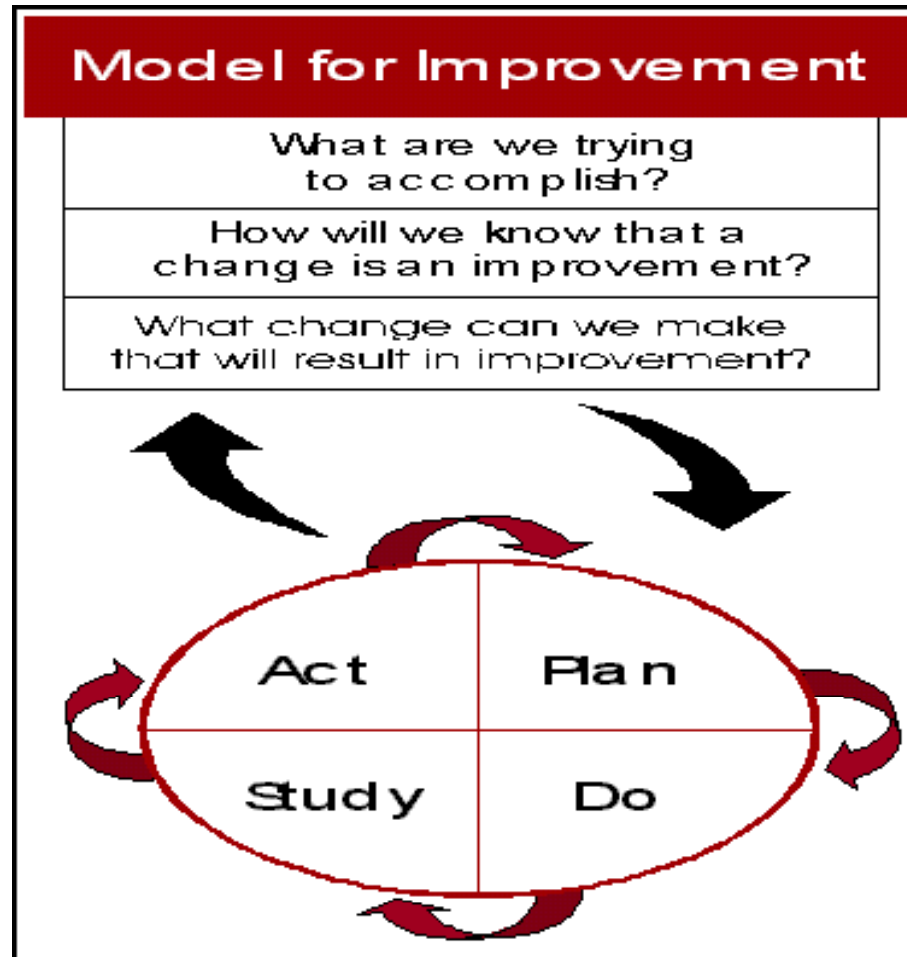 Model for Improvement
What are we trying
to accomplish?
How will we know that a
change is an improvement?
What change can we make
that will result in improvement?
Act
Plan
Study
Do